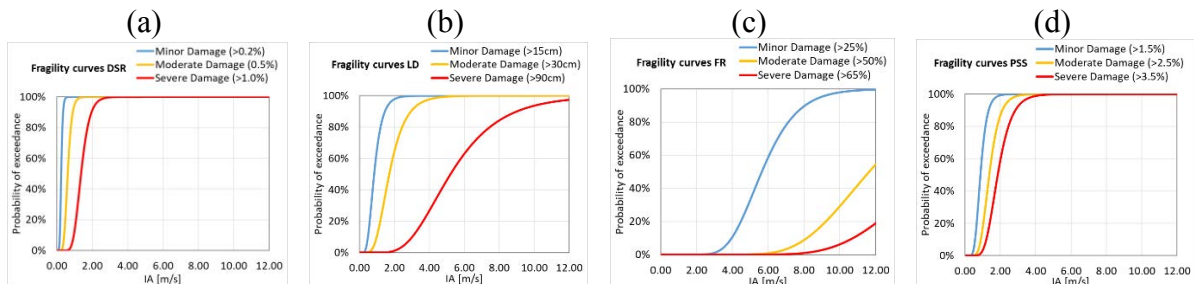 (a)
Fragility curves DSR
Minor Damage (>0.2%)
Moderate Damage (0.5%)
Severe Damage (>1.0%)
Probability of exceedance
100%
80%
60%
40%
20%
0%
0.00 2.00 4.00 6.00 8.00 10.00 12.00
IA [m/s]
(b)
Fragility curves LD
Minor Damage (>15cm)
Moderate Damage (>30cm)
Severe Damage (>90cm)
Probability of exceedance
100%
80%
60%
40%
20%
0%
0.00 2.00 4.00 6.00 8.00 10.00 12.00
IA [m/s]
(c)
Fragility curves FR
Minor Damage (>25%)
Moderate Damage (>50%)
Severe Damage (>65%)
Probability of exceedance
100%
80%
60%
40%
20%
0%
0.00 2.00 4.00 6.00 8.00 10.00 12.00
IA [m/s]
(d)
Fragility curves PSS
Minor Damage (>1.5%)
Moderate Damage (>2.5%)
Severe Damage (>3.5%)
Probability of exceedance
100%
80%
60%
40%
20%
0%
0.00 2.00 4.00 6.00 8.00 10.00 12.00
IA [m/s]